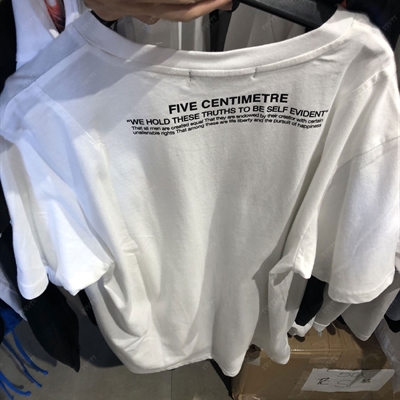 FIVE CENTIMETRE
"WE HOLD THESE TRUTHS TO BE SELF EVIDENT"
That all men are created equal That they are endowed by their creator with certain
unalienable rights That among these are life liberty and the pursuit of happiness